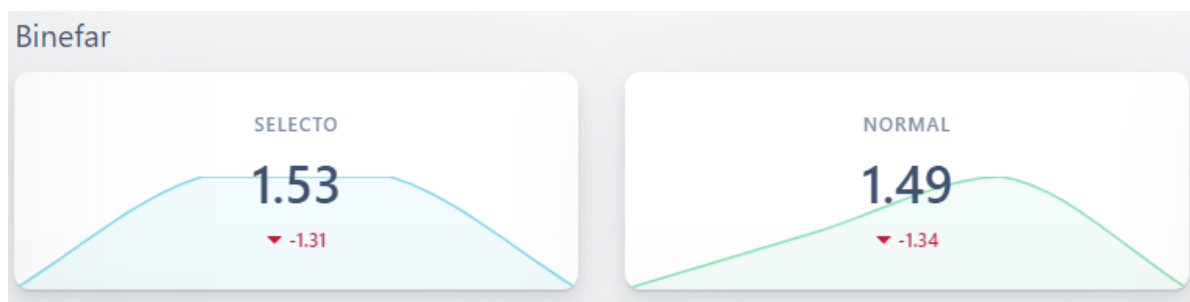 Binefar
SELECTO
1.53
-1.31
NORMAL
1.49
-1.34